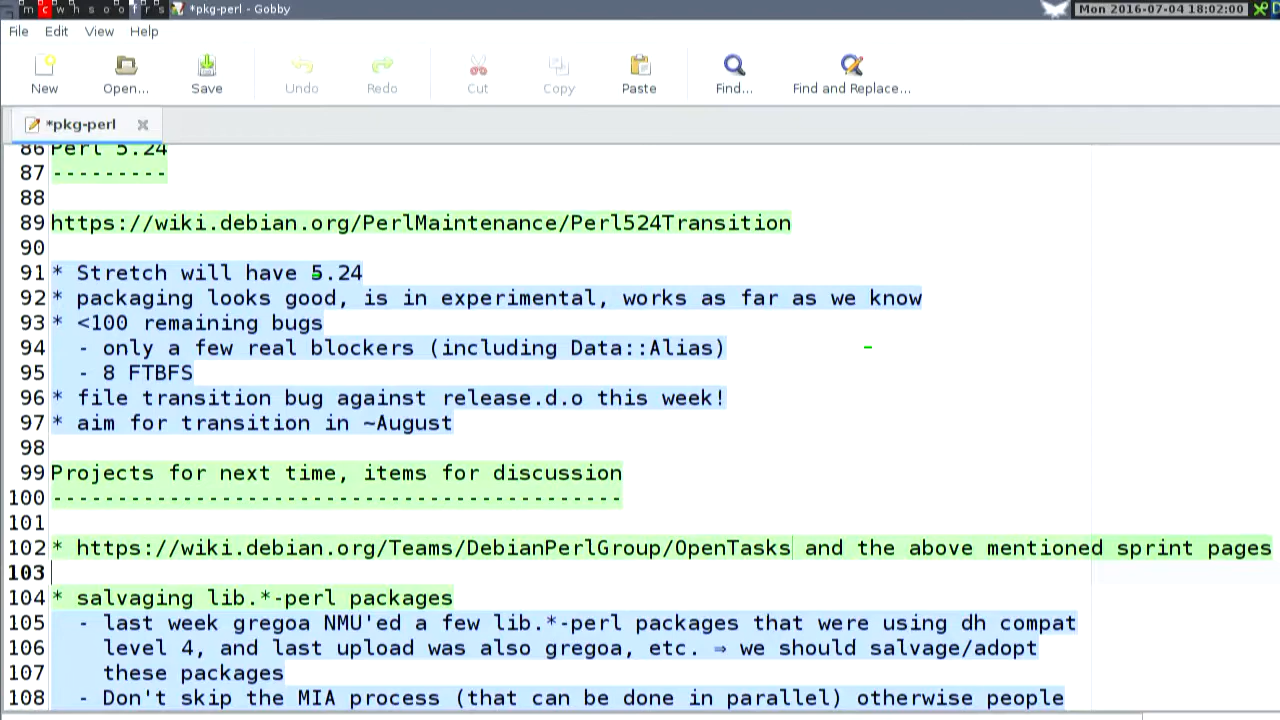 m c w h s o o f r s *pkg-perl - Gobby Mon 2016-07-04 18:02:00
File Edit View Help
New Open... Save Undo Redo Cut Copy Paste Find... Find and Replace...
*pkg-perl
86 Perl 5.24
87 ---------
88
89 https://wiki.debian.org/PerlMaintenance/Perl524Transition
90
91 * Stretch will have 5.24
92 * packaging looks good, is in experimental, works as far as we know
93 * <100 remaining bugs
94 - only a few real blockers (including Data::Alias)
95 - 8 FTBFS
96 * file transition bug against release.d.o this week!
97 * aim for transition in ~August
98
99 Projects for next time, items for discussion
100 --------------------------------------------
101
102 * https://wiki.debian.org/Teams/DebianPerlGroup/OpenTasks and the above mentioned sprint pages
103
104 * salvaging lib.*-perl packages
105 - last week gregoa NMU'ed a few lib.*-perl packages that were using dh compat
106 level 4, and last upload was also gregoa, etc. ⇒ we should salvage/adopt
107 these packages
108 - Don't skip the MIA process (that can be done in parallel) otherwise people